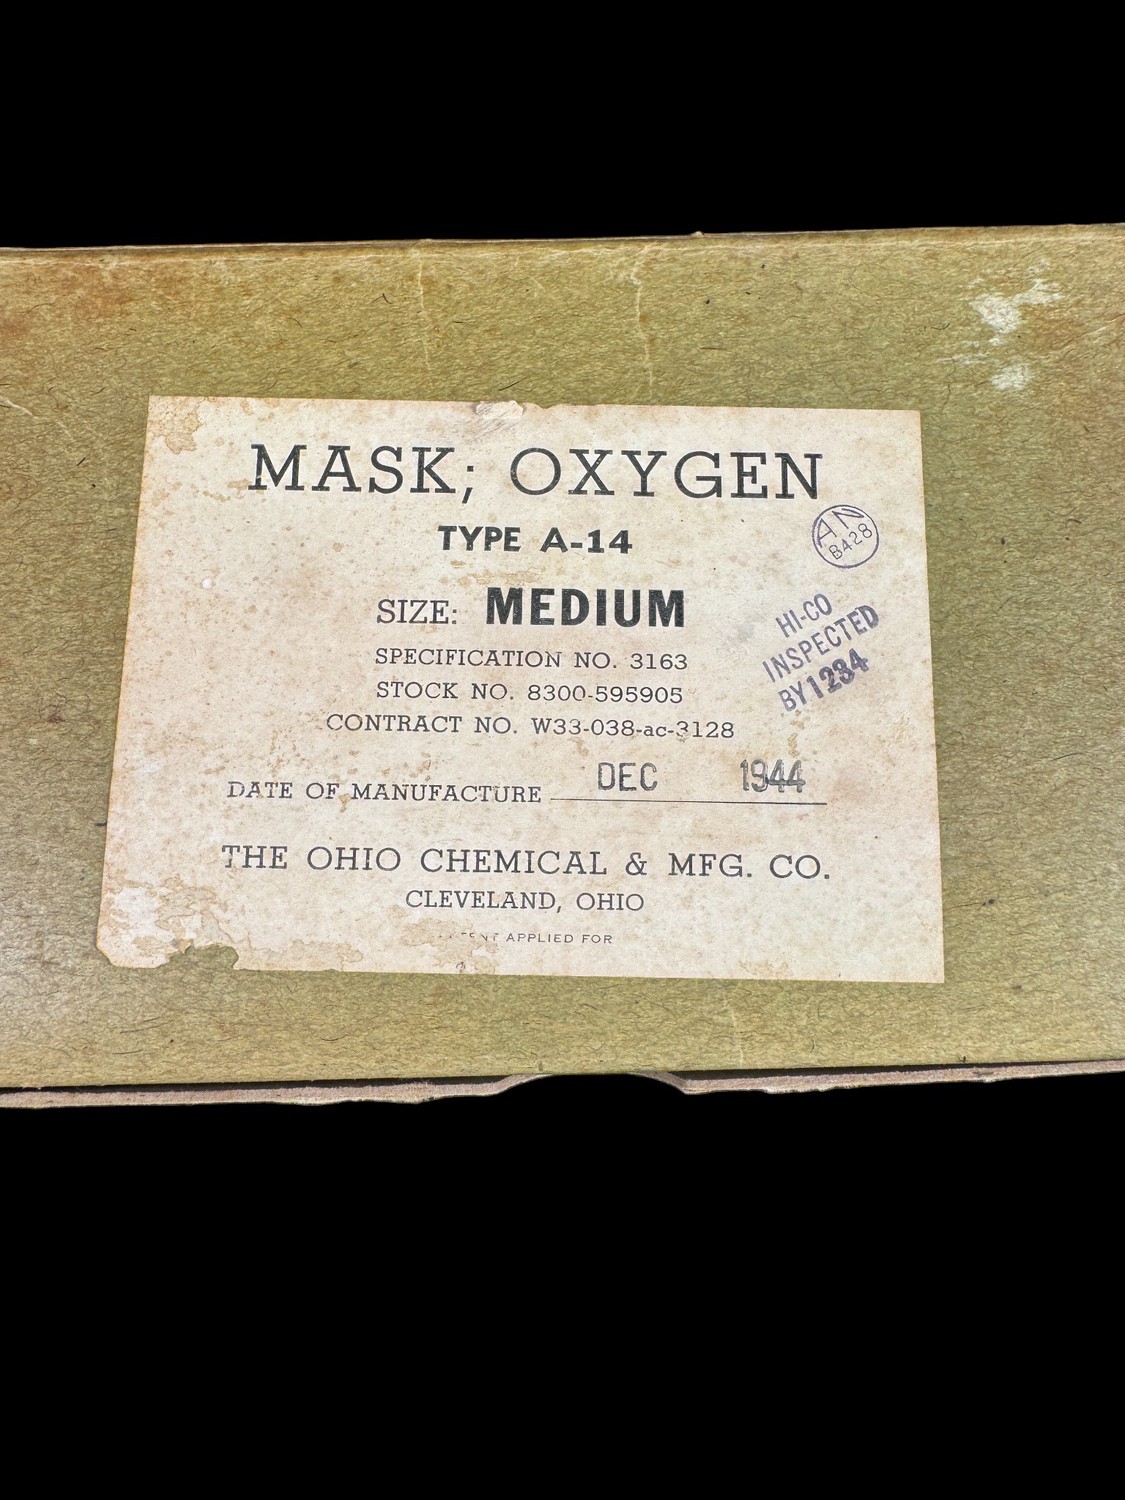 MASK; OXYGEN
TYPE A-14
AN
B428
SIZE: MEDIUM
HI-CO
INSPECTED
BY 1234
SPECIFICATION NO. 3163
STOCK NO. 8300-595905
CONTRACT NO. W33-038-ac-3128
DATE OF MANUFACTURE DEC 1944
THE OHIO CHEMICAL & MFG. CO.
CLEVELAND, OHIO
APPLIED FOR